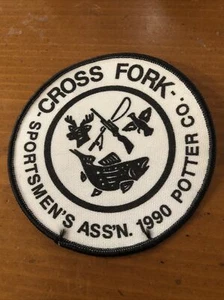 -CROSS FORK-
SPORTSMEN'S ASS'N. 1990 POTTER CO.